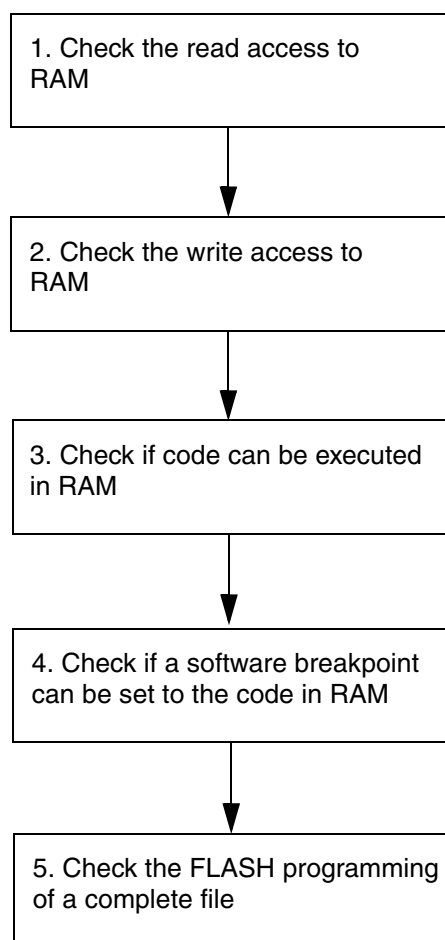 1. Check the read access to
RAM
2. Check the write access to
RAM
3. Check if code can be executed
in RAM
4. Check if a software breakpoint
can be set to the code in RAM
5. Check the FLASH programming
of a complete file